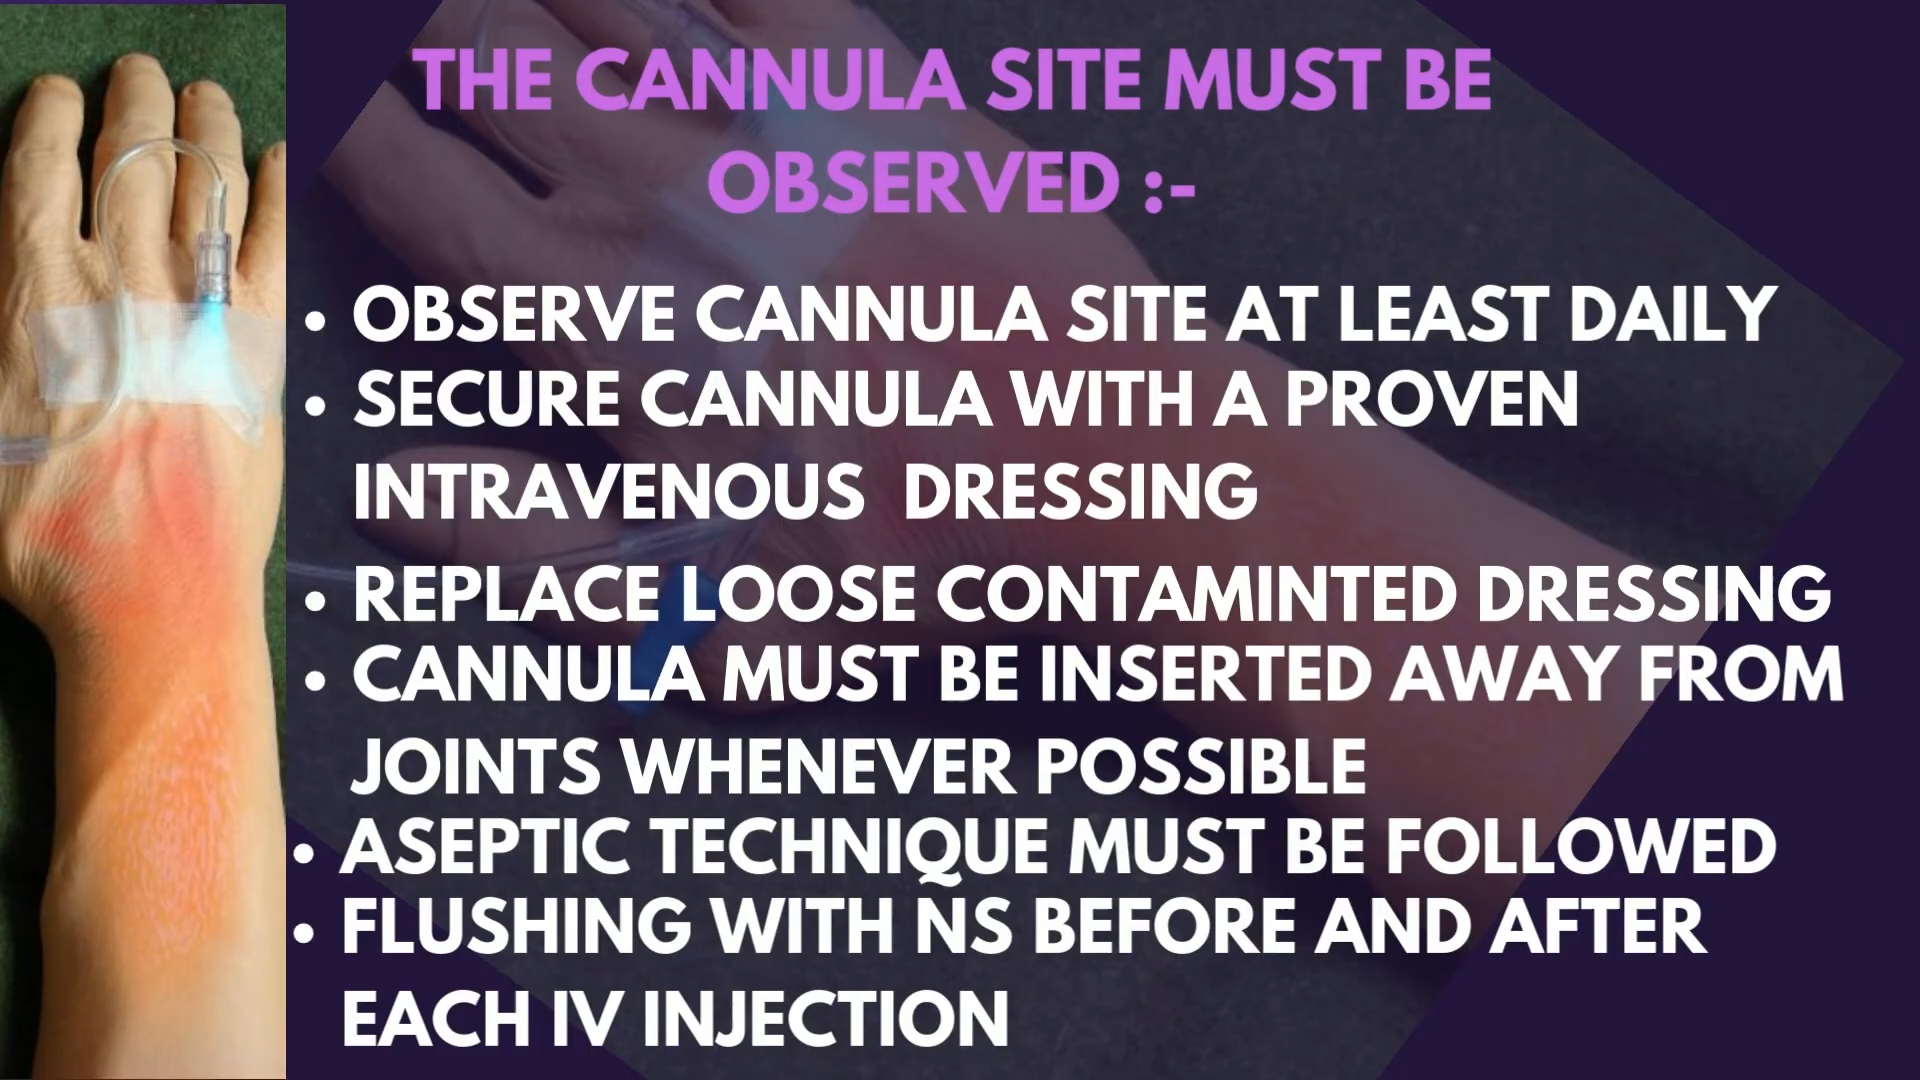 THE CANNULA SITE MUST BE
OBSERVED :-
• OBSERVE CANNULA SITE AT LEAST DAILY
• SECURE CANNULA WITH A PROVEN
INTRAVENOUS DRESSING
• REPLACE LOOSE CONTAMINTED DRESSING
• CANNULA MUST BE INSERTED AWAY FROM
JOINTS WHENEVER POSSIBLE
• ASEPTIC TECHNIQUE MUST BE FOLLOWED
• FLUSHING WITH NS BEFORE AND AFTER
EACH IV INJECTION